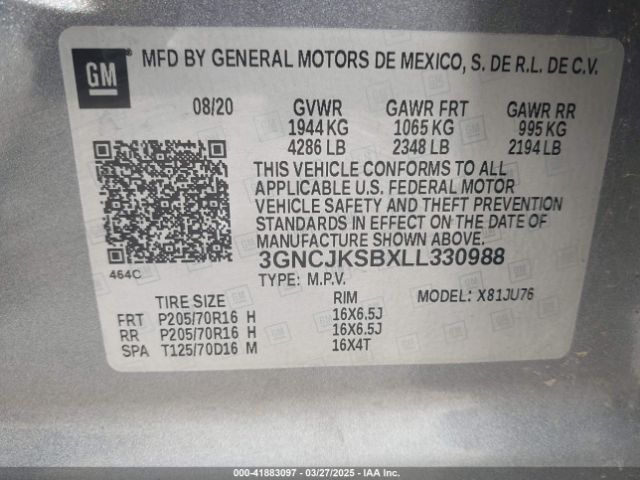 GM
MFD BY GENERAL MOTORS DE MEXICO, S. DE R.L. DE C.V.
08/20 GVWR GAWR FRT GAWR RR
1944 KG 1065 KG 995 KG
4286 LB 2348 LB 2194 LB
THIS VEHICLE CONFORMS TO ALL
APPLICABLE U.S. FEDERAL MOTOR
VEHICLE SAFETY AND THEFT PREVENTION
STANDARDS IN EFFECT ON THE DATE OF
MANUFACTURE SHOWN ABOVE.
464C 3GNCJKSBXLL330988
TYPE: M.P.V.
TIRE SIZE RIM MODEL: X81JU76
FRT P205/70R16 H 16X6.5J
RR P205/70R16 H 16X6.5J
SPA T125/70D16 M 16X4T
000-41883097 - 03/27/2025 - IAA, Inc.